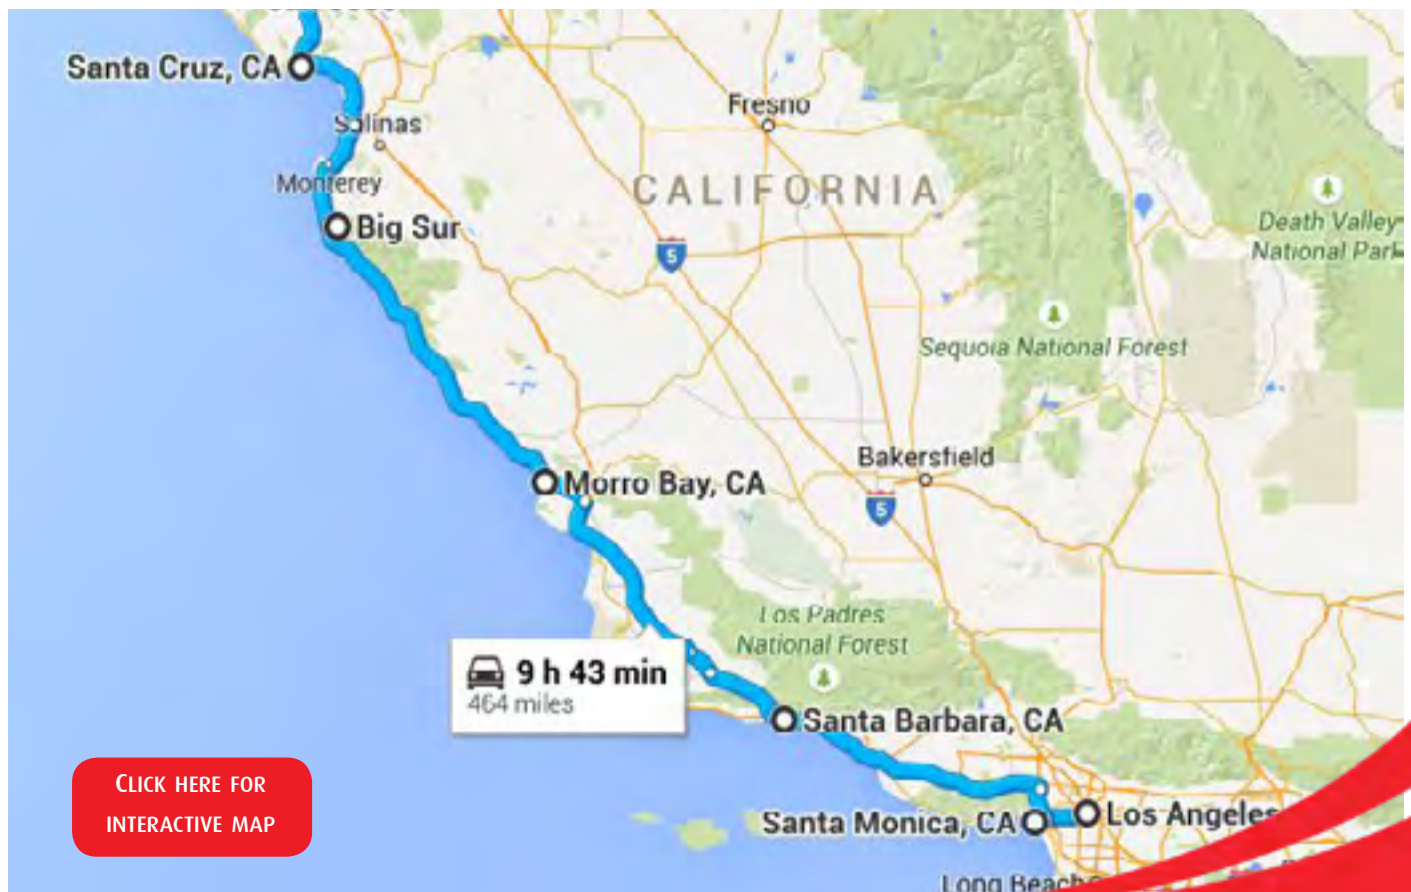 Santa Cruz, CA
Salinas
Monterey
Big Sur
Fresno
CALIFORNIA
5
Death Valley
National Park
Sequoia National Forest
Morro Bay, CA
Bakersfield
5
Los Padres
National Forest
9 h 43 min
464 miles
Santa Barbara, CA
Santa Monica, CA
Los Angeles
Long Beach
CLICK HERE FOR
INTERACTIVE MAP